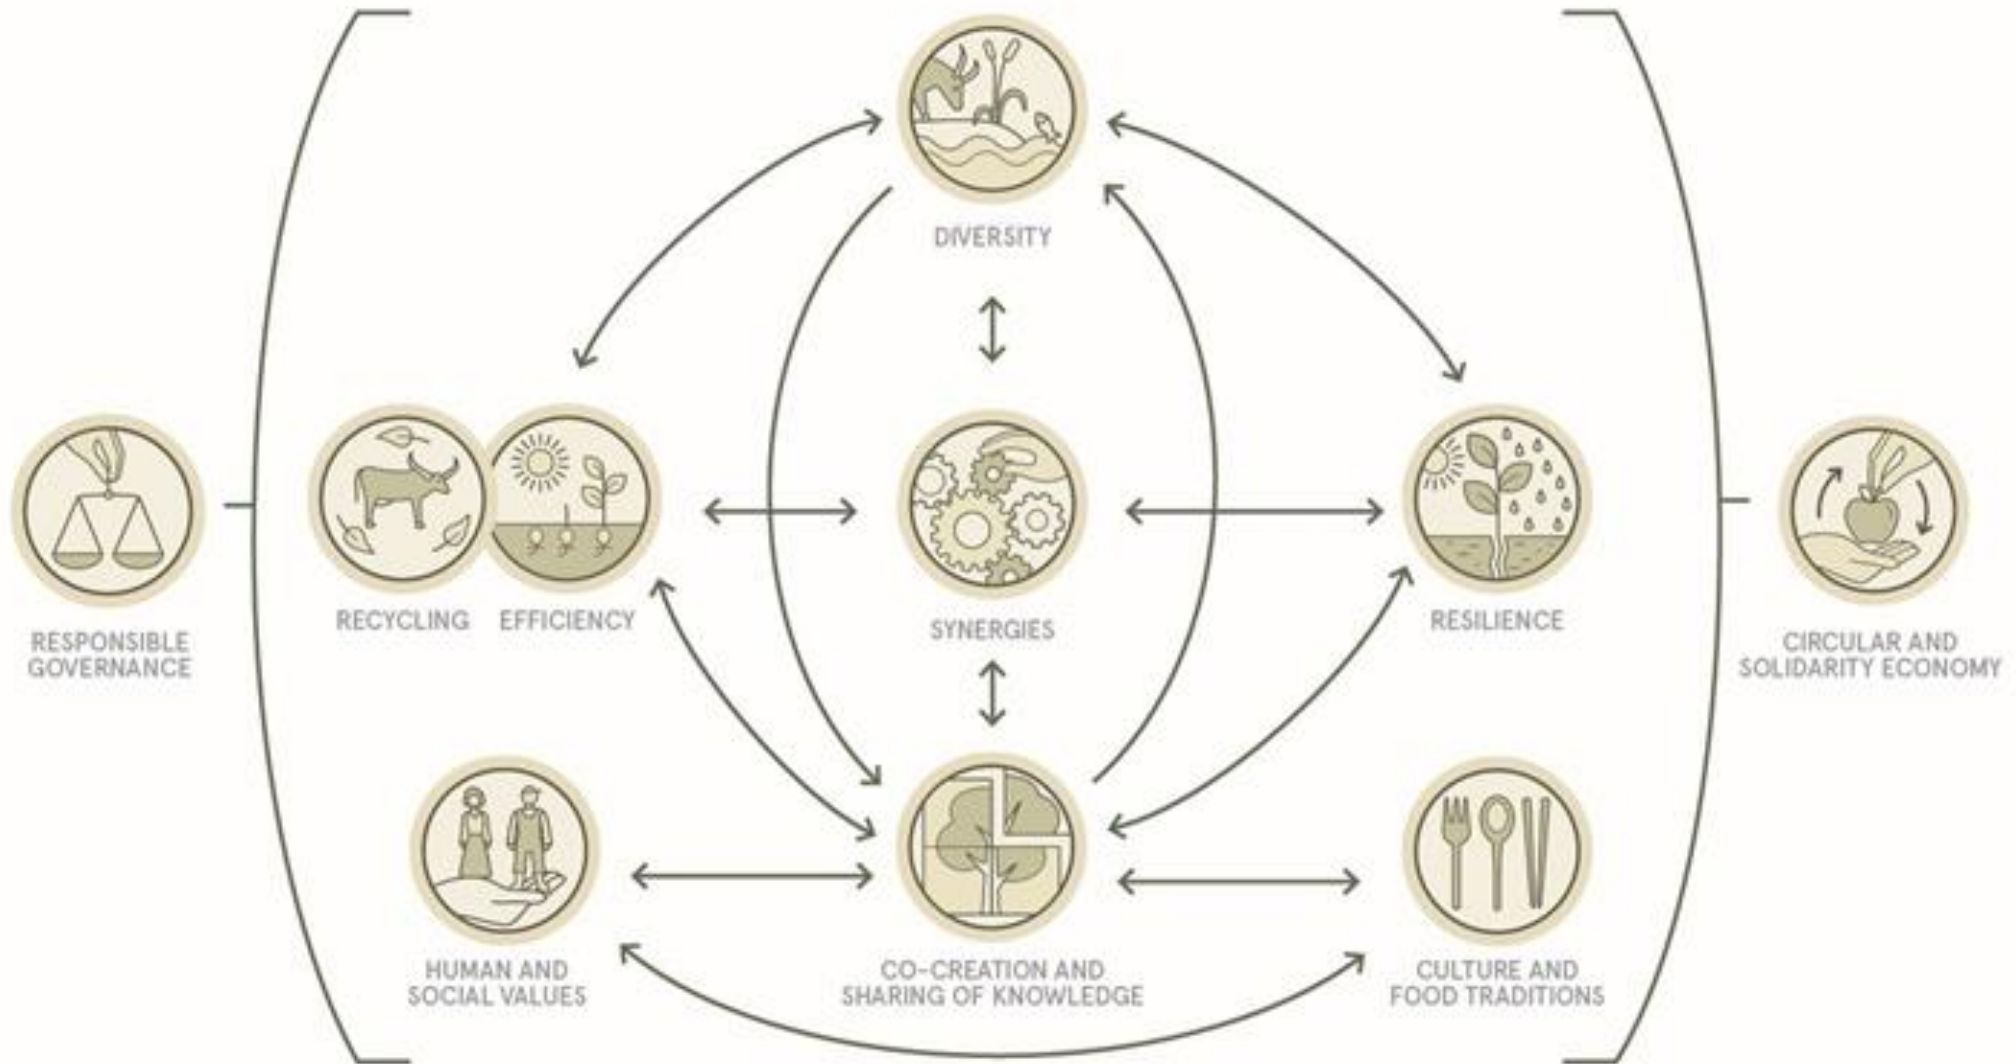 DIVERSITY
RECYCLING
EFFICIENCY
SYNERGIES
RESILIENCE
RESPONSIBLE
GOVERNANCE
CIRCULAR AND
SOLIDARITY ECONOMY
HUMAN AND
SOCIAL VALUES
CO-CREATION AND
SHARING OF KNOWLEDGE
CULTURE AND
FOOD TRADITIONS